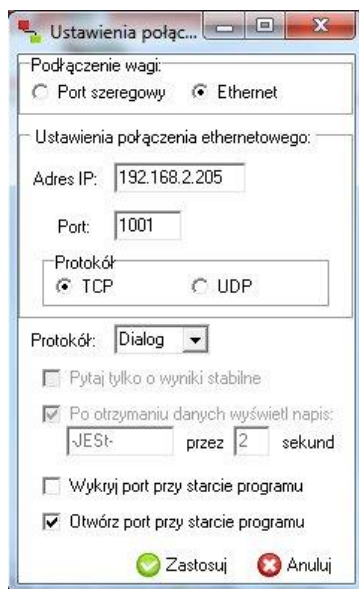 Ustawienia połąc...
Podłączenie wagi:
Port szeregowy Ethernet
Ustawienia połączenia ethernetowego:
Adres IP: 192.168.2.205
Port: 1001
Protokół
TCP UDP
Protokół: Dialog
Pytaj tylko o wyniki stabilne
Po otrzymaniu danych wyświetl napis:
-JESt- przez 2 sekund
Wykryj port przy starcie programu
Otwórz port przy starcie programu
Zastosuj Anuluj